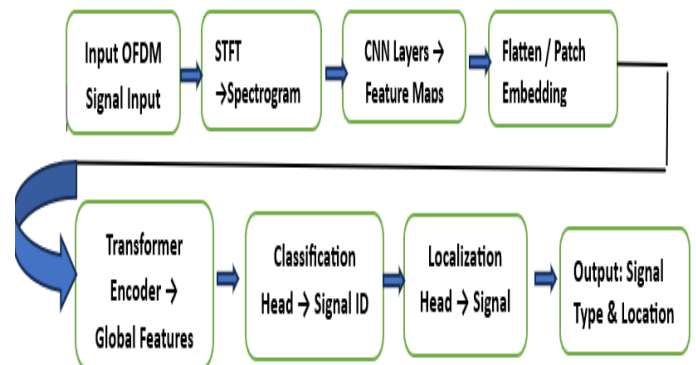 Input OFDM
Signal Input
STFT
→Spectrogram
CNN Layers →
Feature Maps
Flatten / Patch
Embedding
Transformer
Encoder →
Global Features
Classification
Head → Signal ID
Localization
Head → Signal
Output: Signal
Type & Location